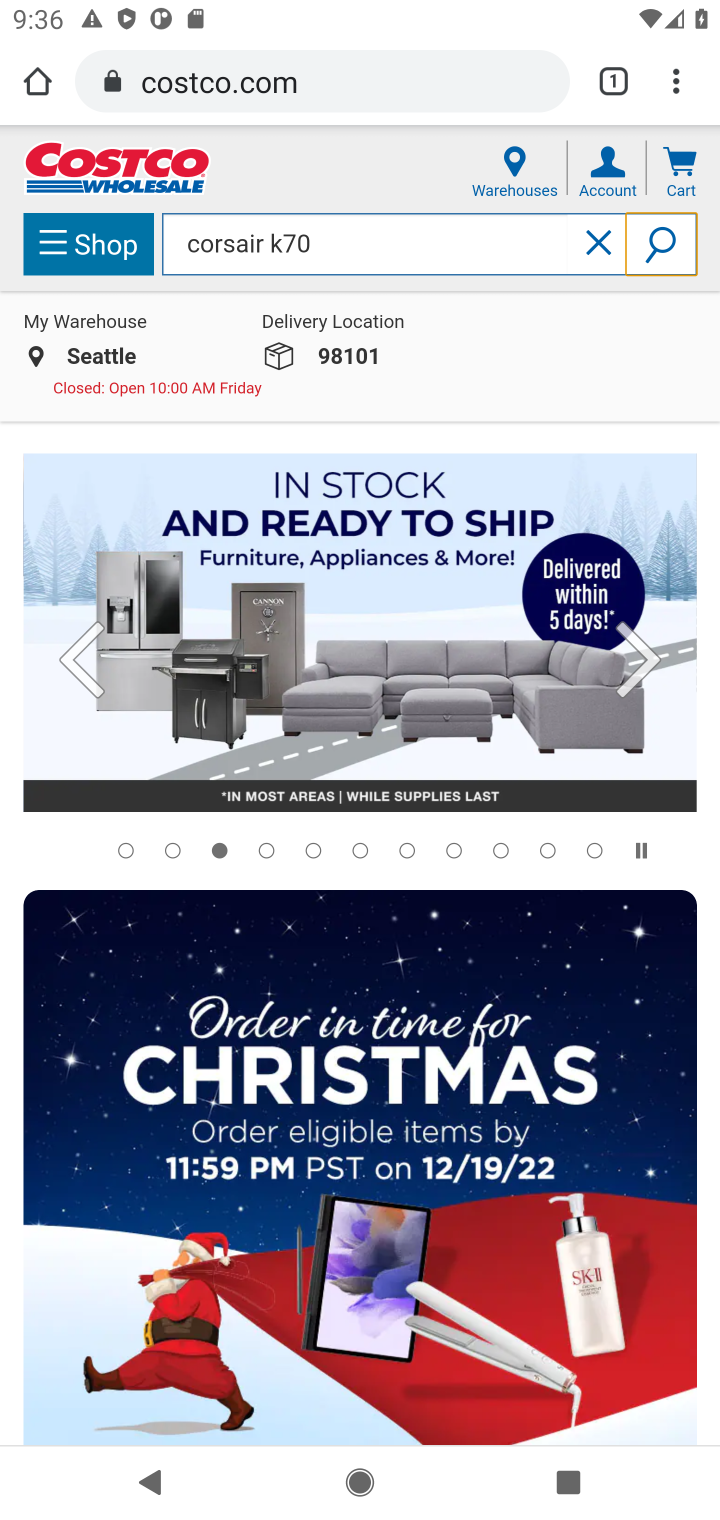 9:36
costco.com
1
COSTCO
WHOLESALE
Warehouses
Account
Cart
Shop
corsair k70
My Warehouse
Delivery Location
Seattle
98101
Closed: Open 10:00 AM Friday
IN STOCK
AND READY TO SHIP
Furniture, Appliances & More!
Delivered
within
5 days!*
CANNON
*IN MOST AREAS | WHILE SUPPLIES LAST
Order in time for
CHRISTMAS
Order eligible items by
11:59 PM PST on 12/19/22
SK-II